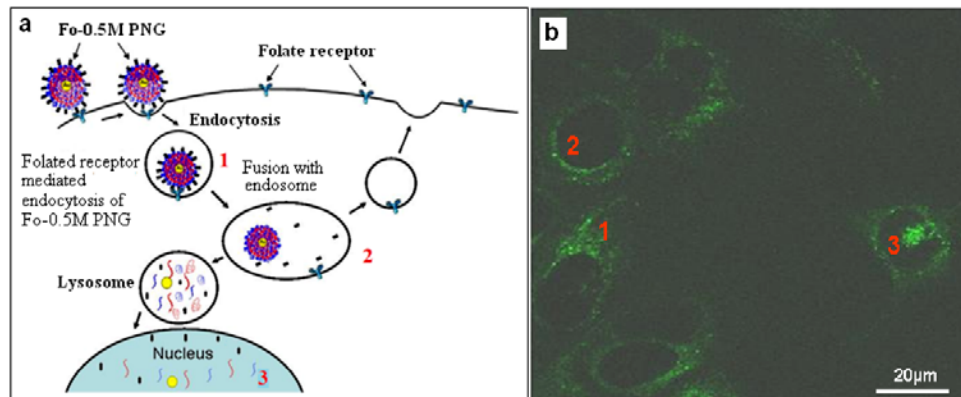 a
Fo-0.5M PNG
Folate receptor
Endocytosis
1
Folated receptor
mediated
endocytosis of
Fo-0.5M PNG
Fusion with
endosome
2
Lysosome
Nucleus
3
b
2
1
3
20µm